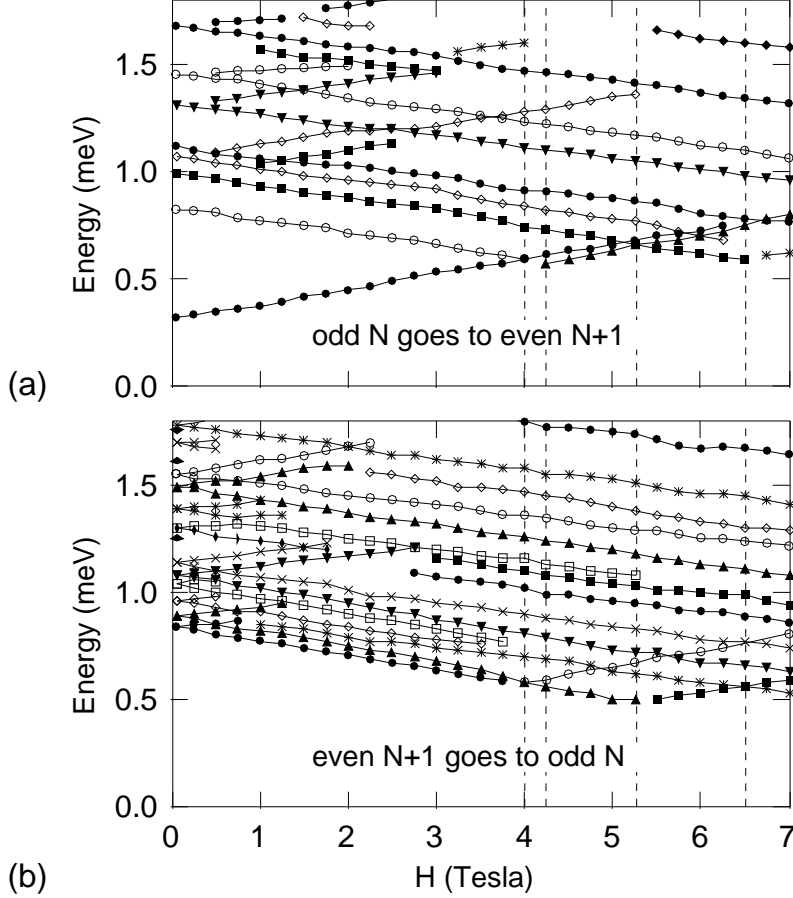 1.5
1.0
0.5
0.0
Energy (meV)
odd N goes to even N+1
(a)
1.5
1.0
0.5
0.0
Energy (meV)
even N+1 goes to odd N
0 1 2 3 4 5 6 7
H (Tesla)
(b)